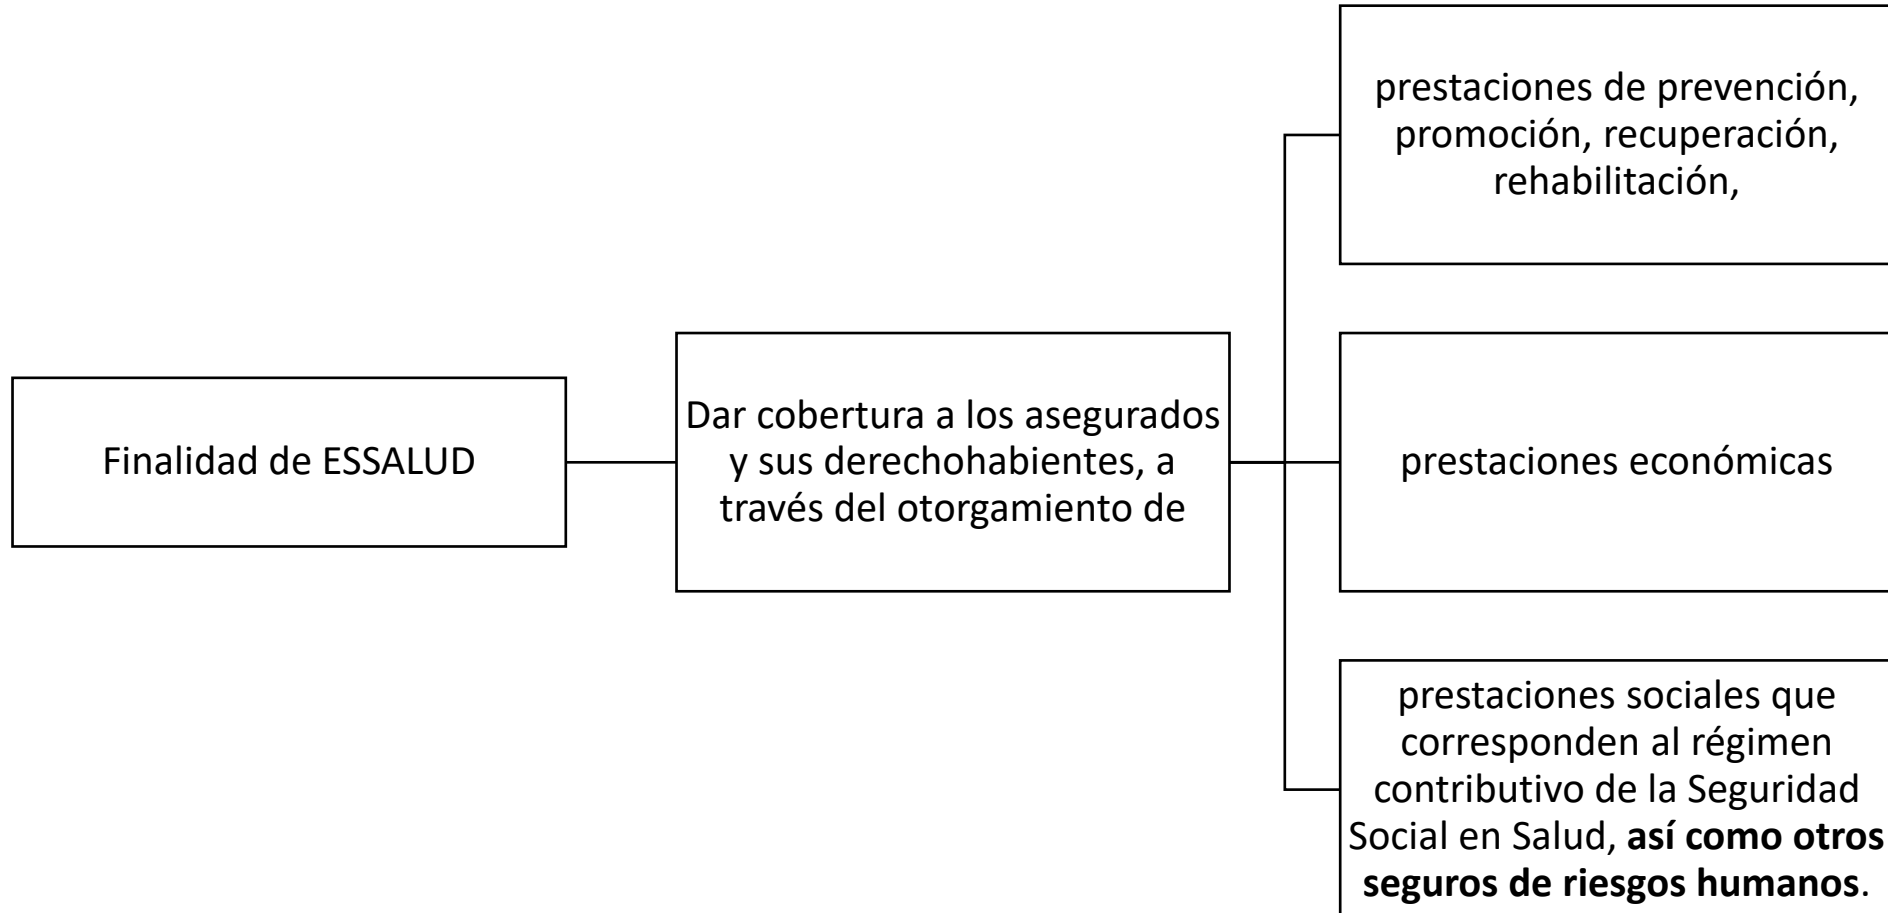 Finalidad de ESSALUD
Dar cobertura a los asegurados
y sus derechohabientes, a
través del otorgamiento de
prestaciones de prevención,
promoción, recuperación,
rehabilitación,
prestaciones económicas
prestaciones sociales que
corresponden al régimen
contributivo de la Seguridad
Social en Salud, así como otros
seguros de riesgos humanos.